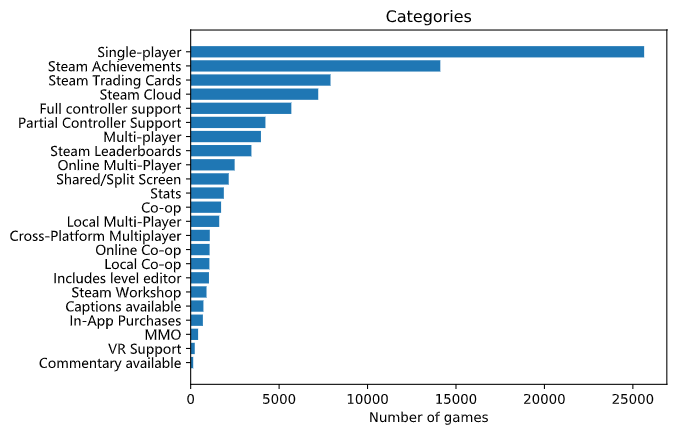 Categories
Single-player
Steam Achievements
Steam Trading Cards
Steam Cloud
Full controller support
Partial Controller Support
Multi-player
Steam Leaderboards
Online Multi-Player
Shared/Split Screen
Stats
Co-op
Local Multi-Player
Cross-Platform Multiplayer
Online Co-op
Local Co-op
Includes level editor
Steam Workshop
Captions available
In-App Purchases
MMO
VR Support
Commentary available
0 5000 10000 15000 20000 25000
Number of games